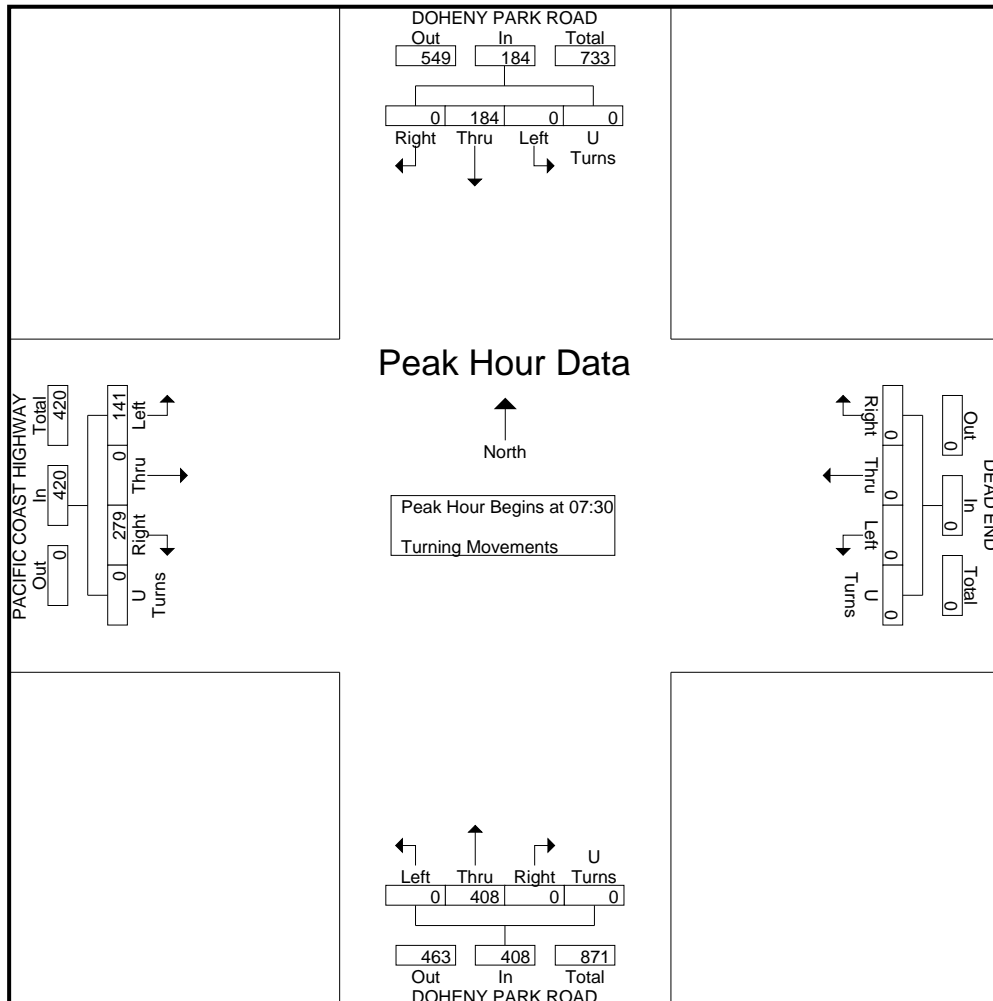 DOHENY PARK ROAD
Out In Total
549 184 733
0 184 0 0
Right Thru Left U
Turns
Peak Hour Data
North
Peak Hour Begins at 07:30
Turning Movements
PACIFIC COAST HIGHWAY
Out In Total
0 420 420
141 0 279 0
Left Thru Right U
Turns
DEAD END
Out In Total
0 0 0
0 0 0 0
Right Thru Left U
Turns
U
Left Thru Right Turns
0 408 0 0
463 408 871
Out In Total
DOHENY PARK ROAD